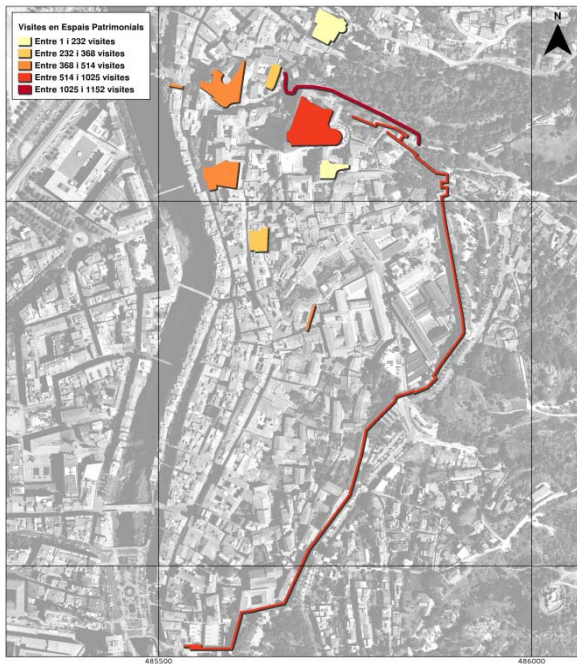 Visites en Espais Patrimonials
Entre 1 i 232 visites
Entre 232 i 368 visites
Entre 368 i 514 visites
Entre 514 i 1025 visites
Entre 1025 i 1152 visites
N
485500
486000